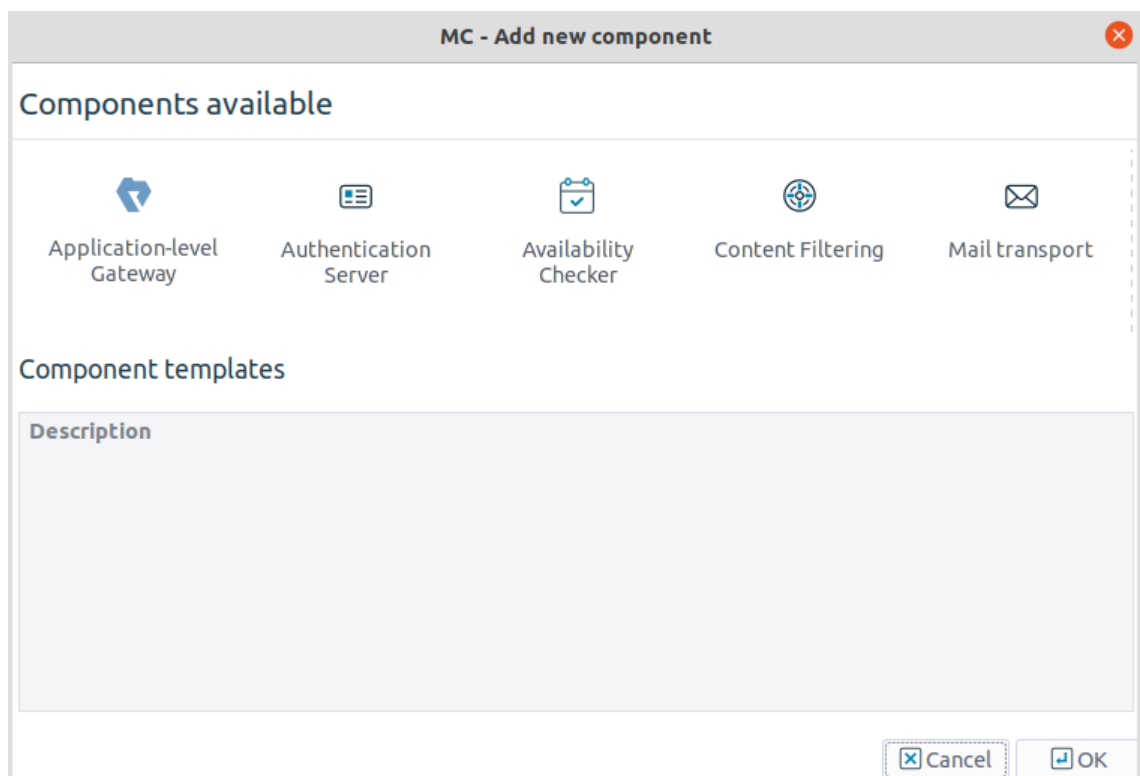 MC - Add new component
Components available
Application-level
Gateway
Authentication
Server
Availability
Checker
Content Filtering
Mail transport
Component templates
Description
Cancel
OK